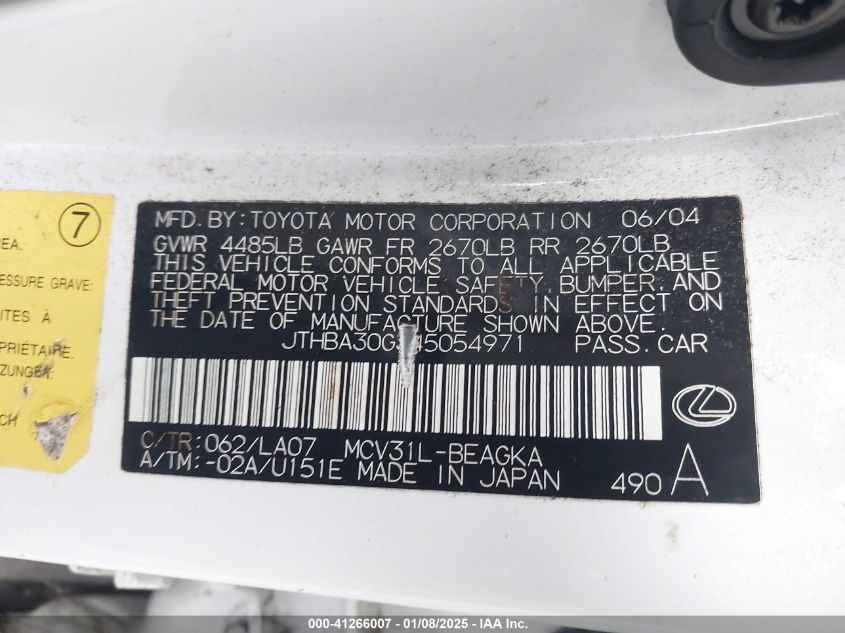 7
REA.
ESSURE GRAVE:
ITES À
PRIÉTAIRE.
ZUNGEN:
CH
MFD. BY: TOYOTA MOTOR CORPORATION 06/04
GVWR 4485LB GAWR FR 2670LB RR 2670LB
THIS VEHICLE CONFORMS TO ALL APPLICABLE
FEDERAL MOTOR VEHICLE SAFETY, BUMPER, AND
THEFT PREVENTION STANDARDS IN EFFECT ON
THE DATE OF MANUFACTURE SHOWN ABOVE.
PASS. CAR
C/TR: 062/LA07 MCV31L-BEAGKA
A/TM: -02A/U151E MADE IN JAPAN 490 A
000-41266007 — 01/08/2025 — IAA Inc.